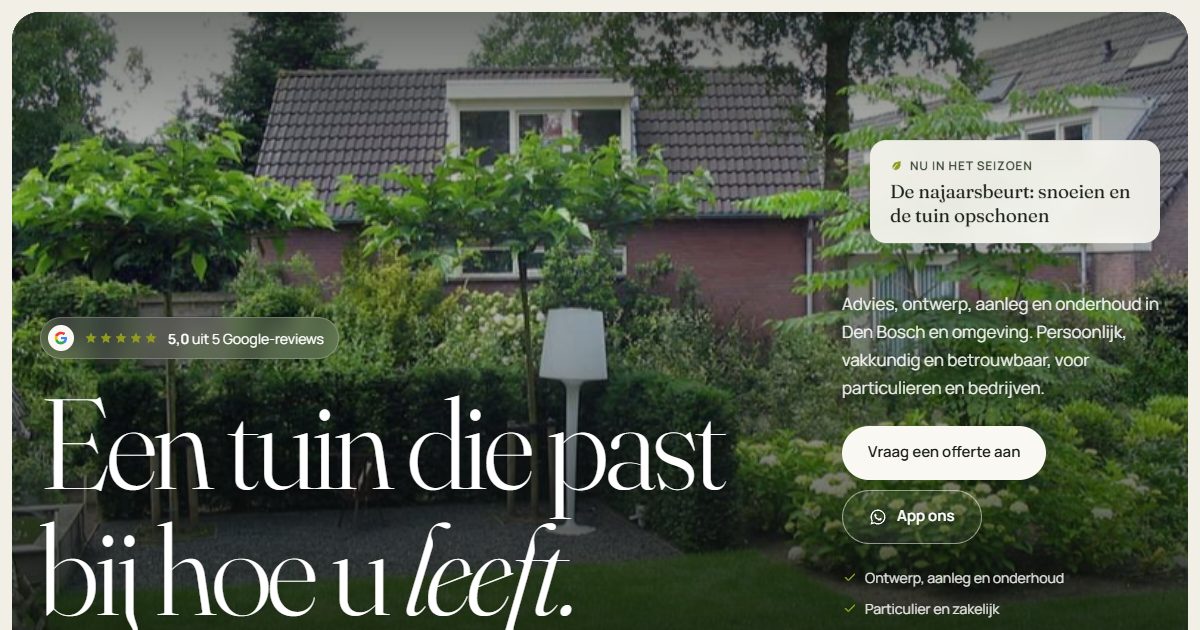 NU IN HET SEIZOEN
De najaarsbeurt: snoeien en
de tuin opschonen
Advies, ontwerp, aanleg en onderhoud in
Den Bosch en omgeving. Persoonlijk,
vakkundig en betrouwbaar, voor
particulieren en bedrijven.
5,0 uit 5 Google-reviews
Een tuin die past
bij hoe u leeft.
Vraag een offerte aan
App ons
Ontwerp, aanleg en onderhoud
Particulier en zakelijk